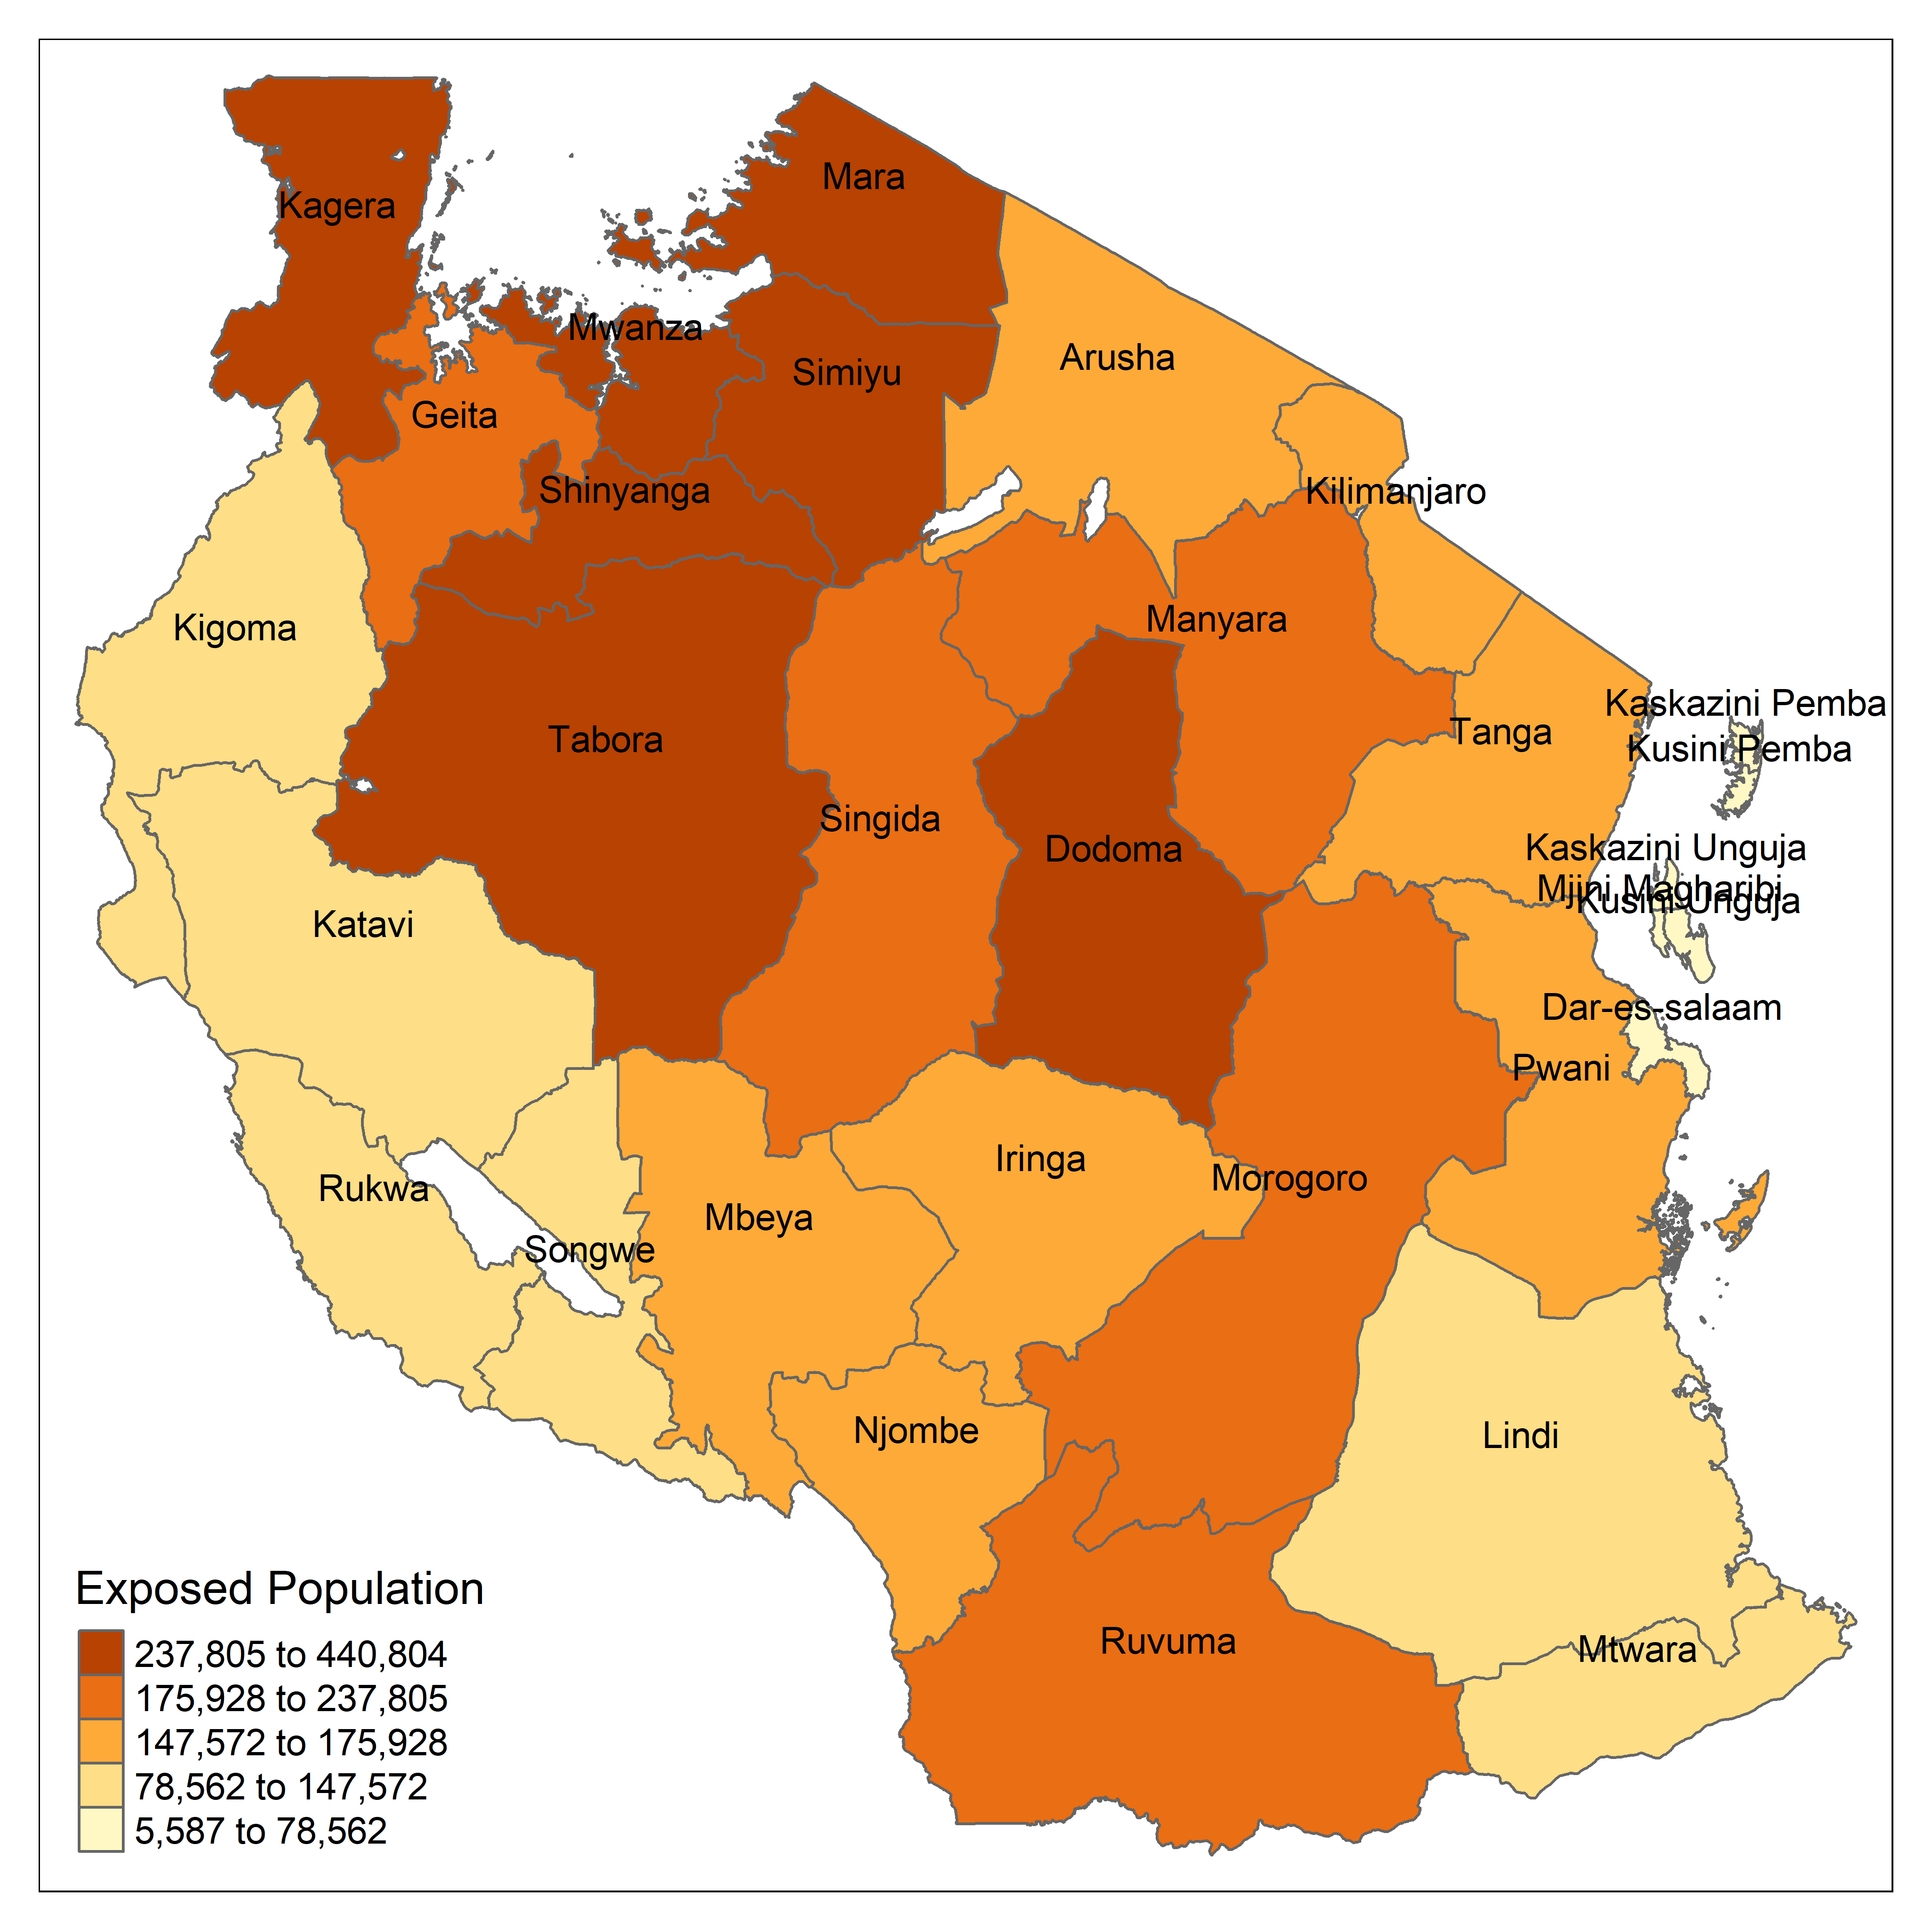 Mara
Kagera
Mwanza
Arusha
Simiyu
Geita
Shinyanga
Kilimanjaro
Manyara
Kigoma
Kaskazini Pemba
Tanga
Tabora
Kusini Pemba
Singida
Dodoma
Kaskazini Unguja
Mjini Magharibi
Kusini Unguja
Katavi
Dar-es-salaam
Pwani
Iringa
Morogoro
Rukwa
Mbeya
Songwe
Njombe
Lindi
Ruvuma
Mtwara
Exposed Population
237,805 to 440,804
175,928 to 237,805
147,572 to 175,928
78,562 to 147,572
5,587 to 78,562